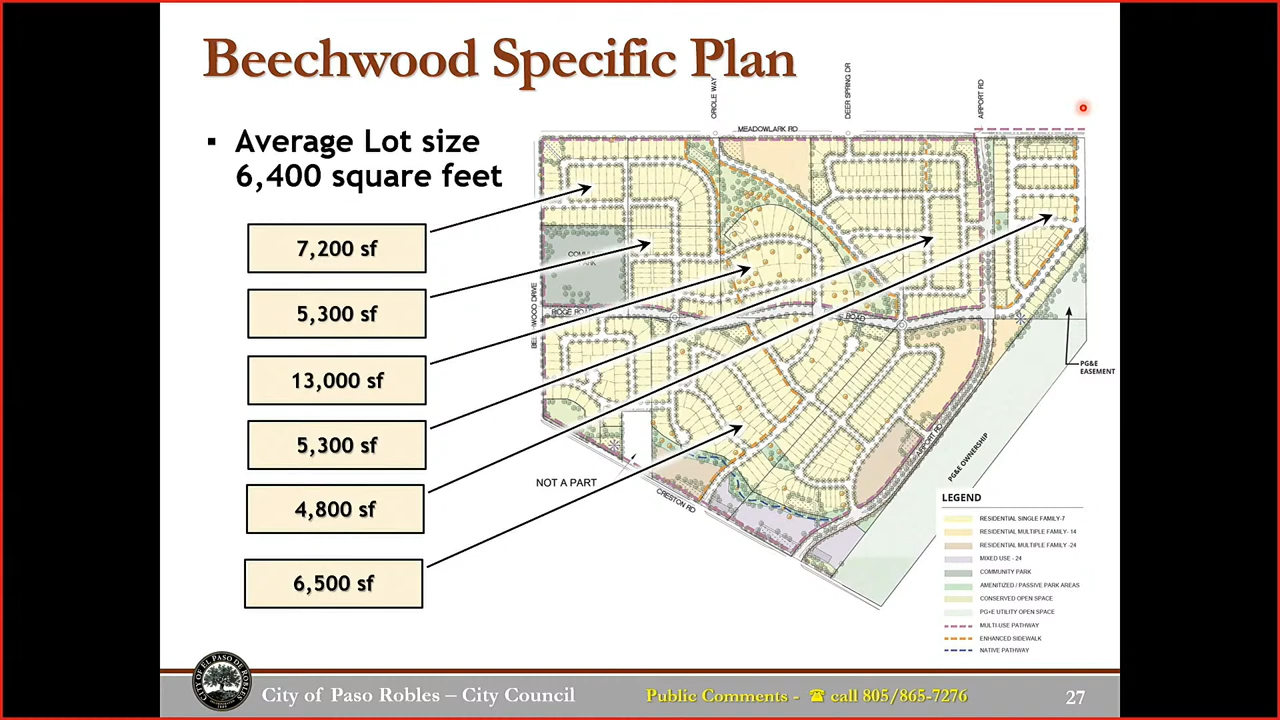 Beechwood Specific Plan
▪ Average Lot size
6,400 square feet
7,200 sf
5,300 sf
13,000 sf
5,300 sf
4,800 sf
6,500 sf
ORIOLE WAY
DEER SPRING DR
AIRPORT RD
MEADOWLARK RD
ROAD
PG&E
EASEMENT
AIRPORT RD
PG&E OWNERSHIP
NOT A PART
CRESTON RD
LEGEND
RESIDENTIAL SINGLE FAMILY-7
RESIDENTIAL MULTIPLE FAMILY- 14
RESIDENTIAL MULTIPLE FAMILY -24
MIXED USE - 24
COMMUNITY PARK
AMENITIZED / PASSIVE PARK AREAS
CONSERVED OPEN SPACE
PG+E UTILITY OPEN SPACE
MULTI-USE PATHWAY
ENHANCED SIDEWALK
NATIVE PATHWAY
City of Paso Robles – City Council
Public Comments - ☎ call 805/865-7276
27